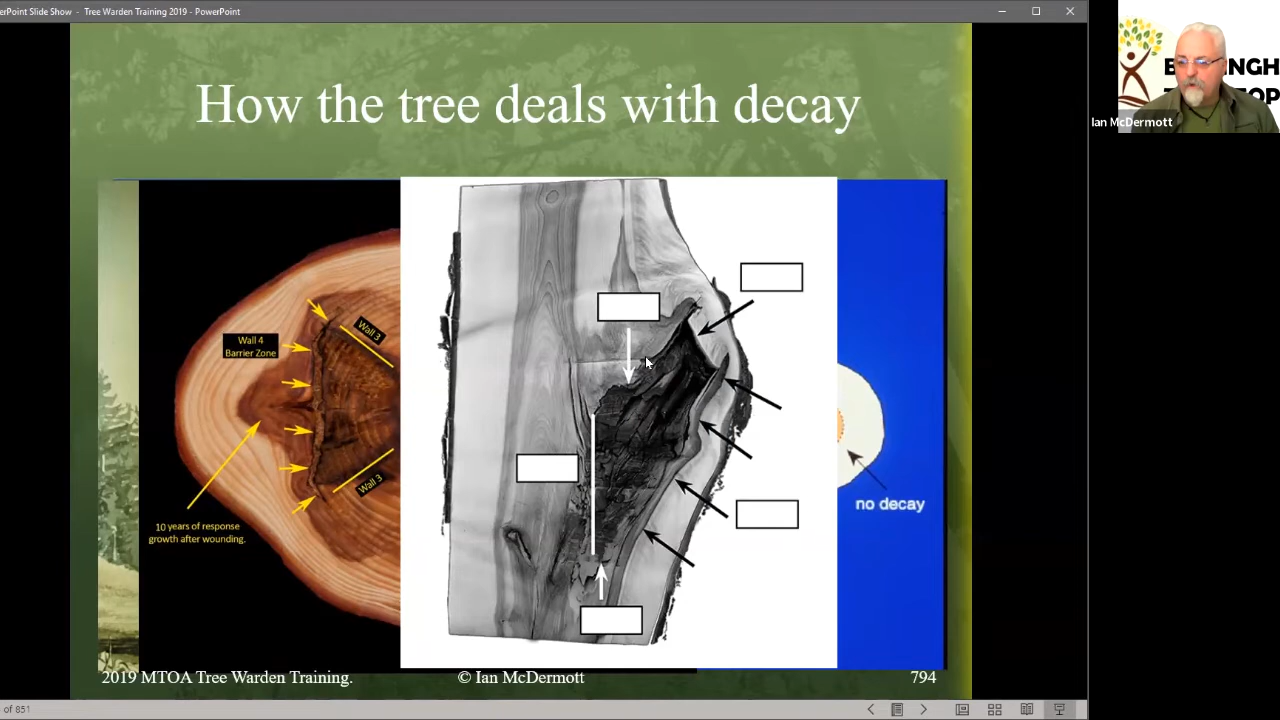 erPoint Slide Show - Tree Warden Training 2019 - PowerPoint
How the tree deals with decay
Wall 3
Wall 4
Barrier Zone
Wall 3
10 years of response
growth after wounding.
no decay
2019 MTOA Tree Warden Training.
© Ian McDermott
794
of 851
Ian McDermott